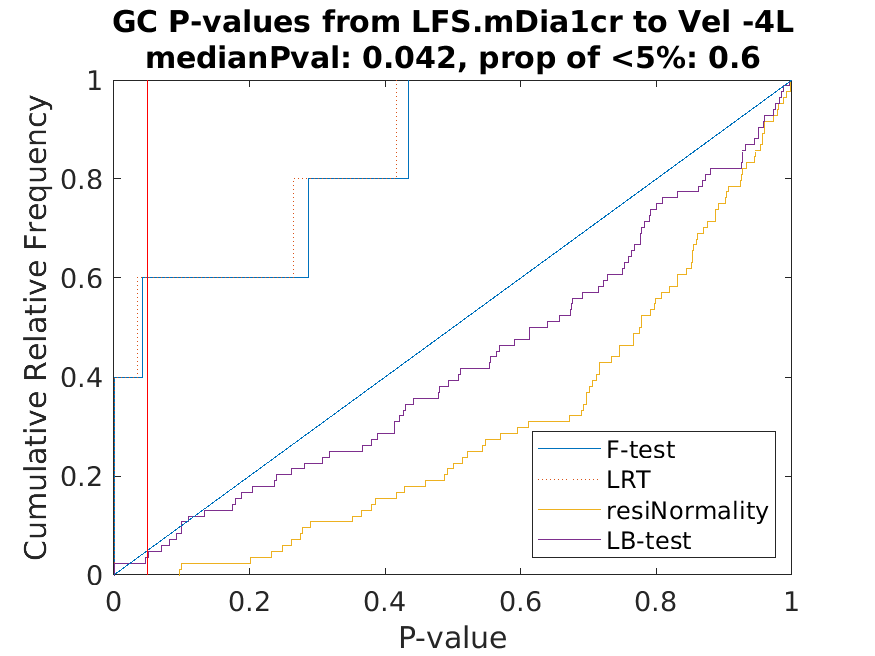 GC P-values from LFS.mDia1cr to Vel -4L
medianPval: 0.042, prop of <5%: 0.6
Cumulative Relative Frequency
1
0.8
0.6
0.4
0.2
0
F-test
LRT
resiNormality
LB-test
0 0.2 0.4 0.6 0.8 1
P-value